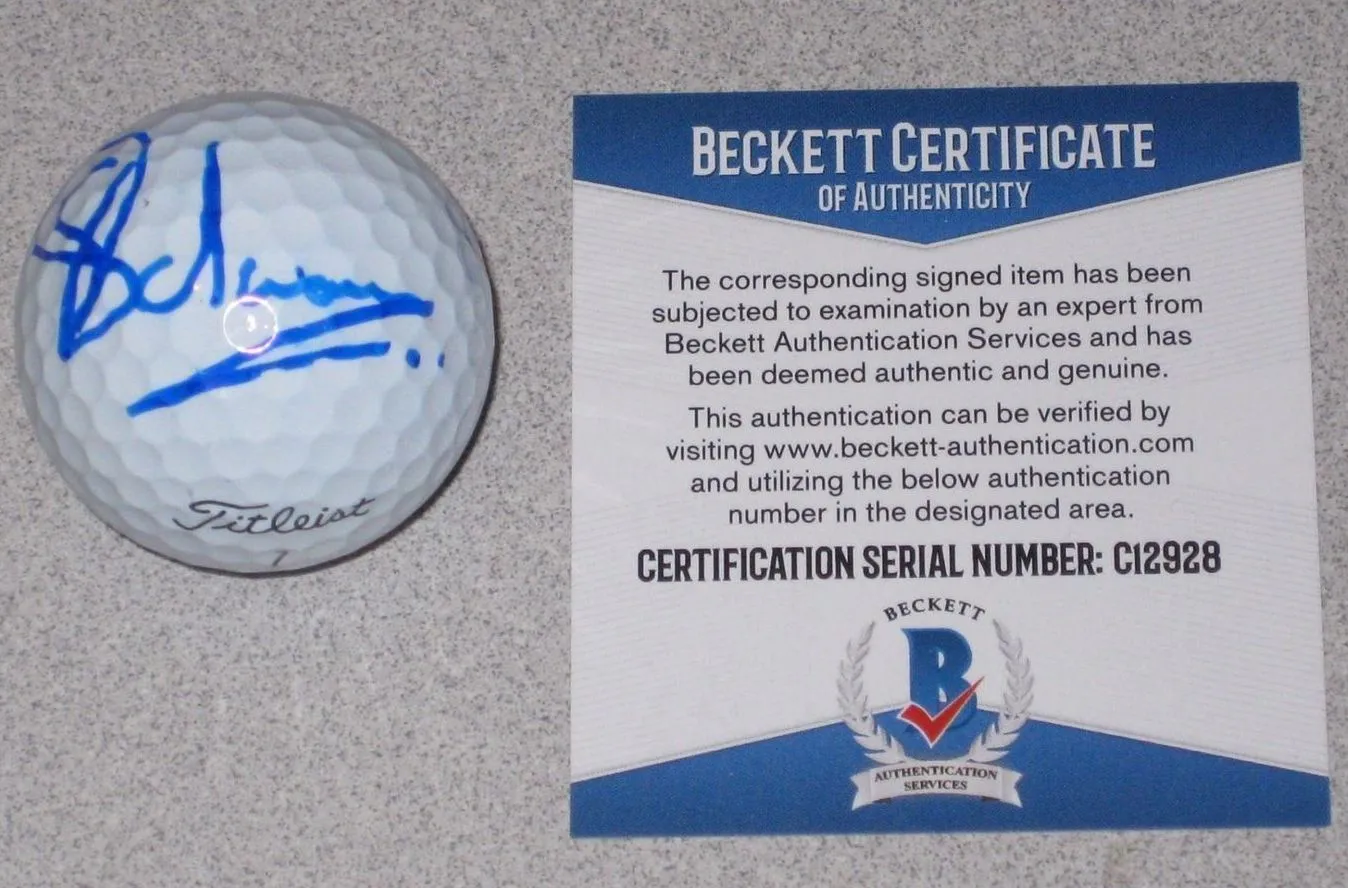 Titleist
BECKETT CERTIFICATE
OF AUTHENTICITY
The corresponding signed item has been
subjected to examination by an expert from
Beckett Authentication Services and has
been deemed authentic and genuine.
This authentication can be verified by
visiting www.beckett-authentication.com
and utilizing the below authentication
number in the designated area.
CERTIFICATION SERIAL NUMBER: C12928
BECKETT
B
AUTHENTICATION
SERVICES